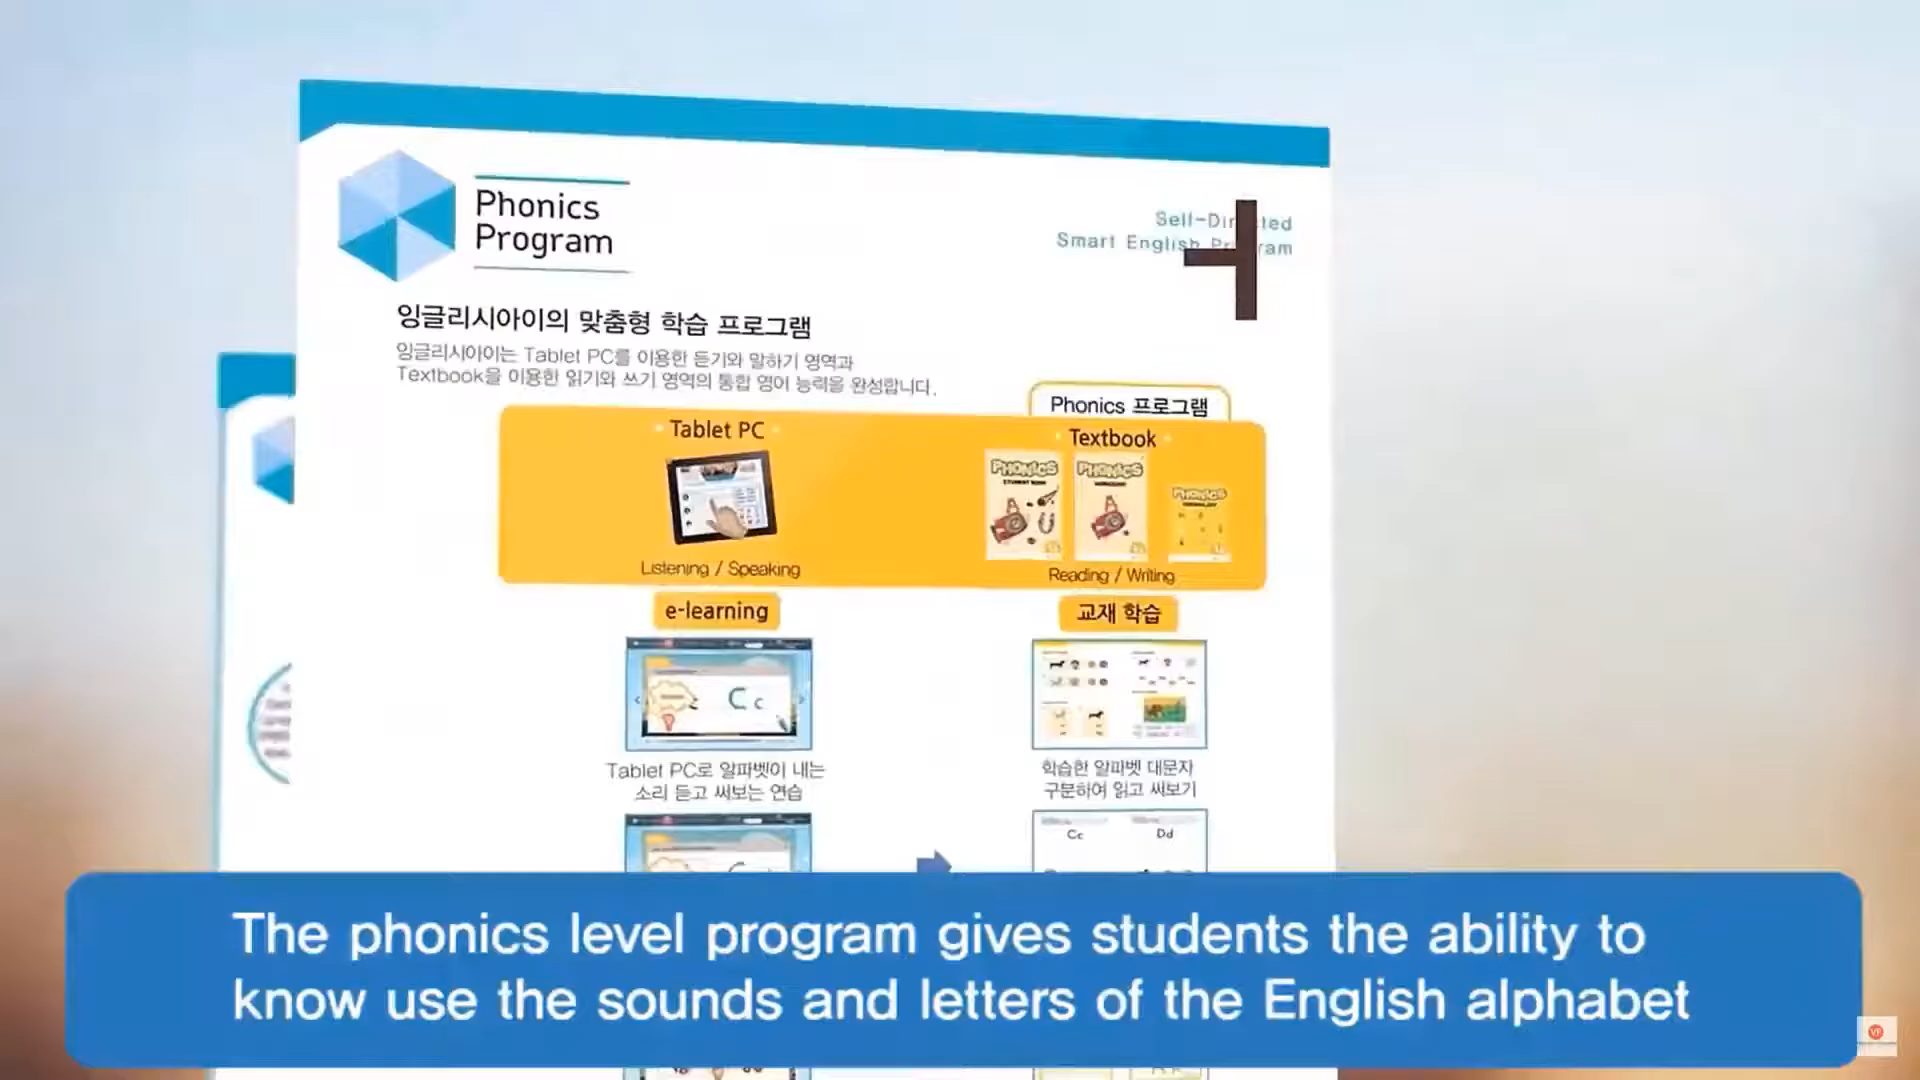 Phonics
Program
Smart English
잉글리시아이의 맞춤형 학습 프로그램
잉글리시아이는 Tablet PC를 이용한 듣기와 말하기 영역과
Textbook을 이용한 읽기와 쓰기 영역의 통합 영어 능력을 완성합니다.
Phonics 프로그램
Tablet PC
Textbook
PHONICS
STUDENT BOOK
PHONICS
WORKBOOK
PHONICS
Listening / Speaking
Reading / Writing
e-learning
교재 학습
C c
Tablet PC로 알파벳이 내는
소리 듣고 써보는 연습
학습한 알파벳 대문자
구분하여 읽고 써보기
Cc
Dd
The phonics level program gives students the ability to
know use the sounds and letters of the English alphabet
VF